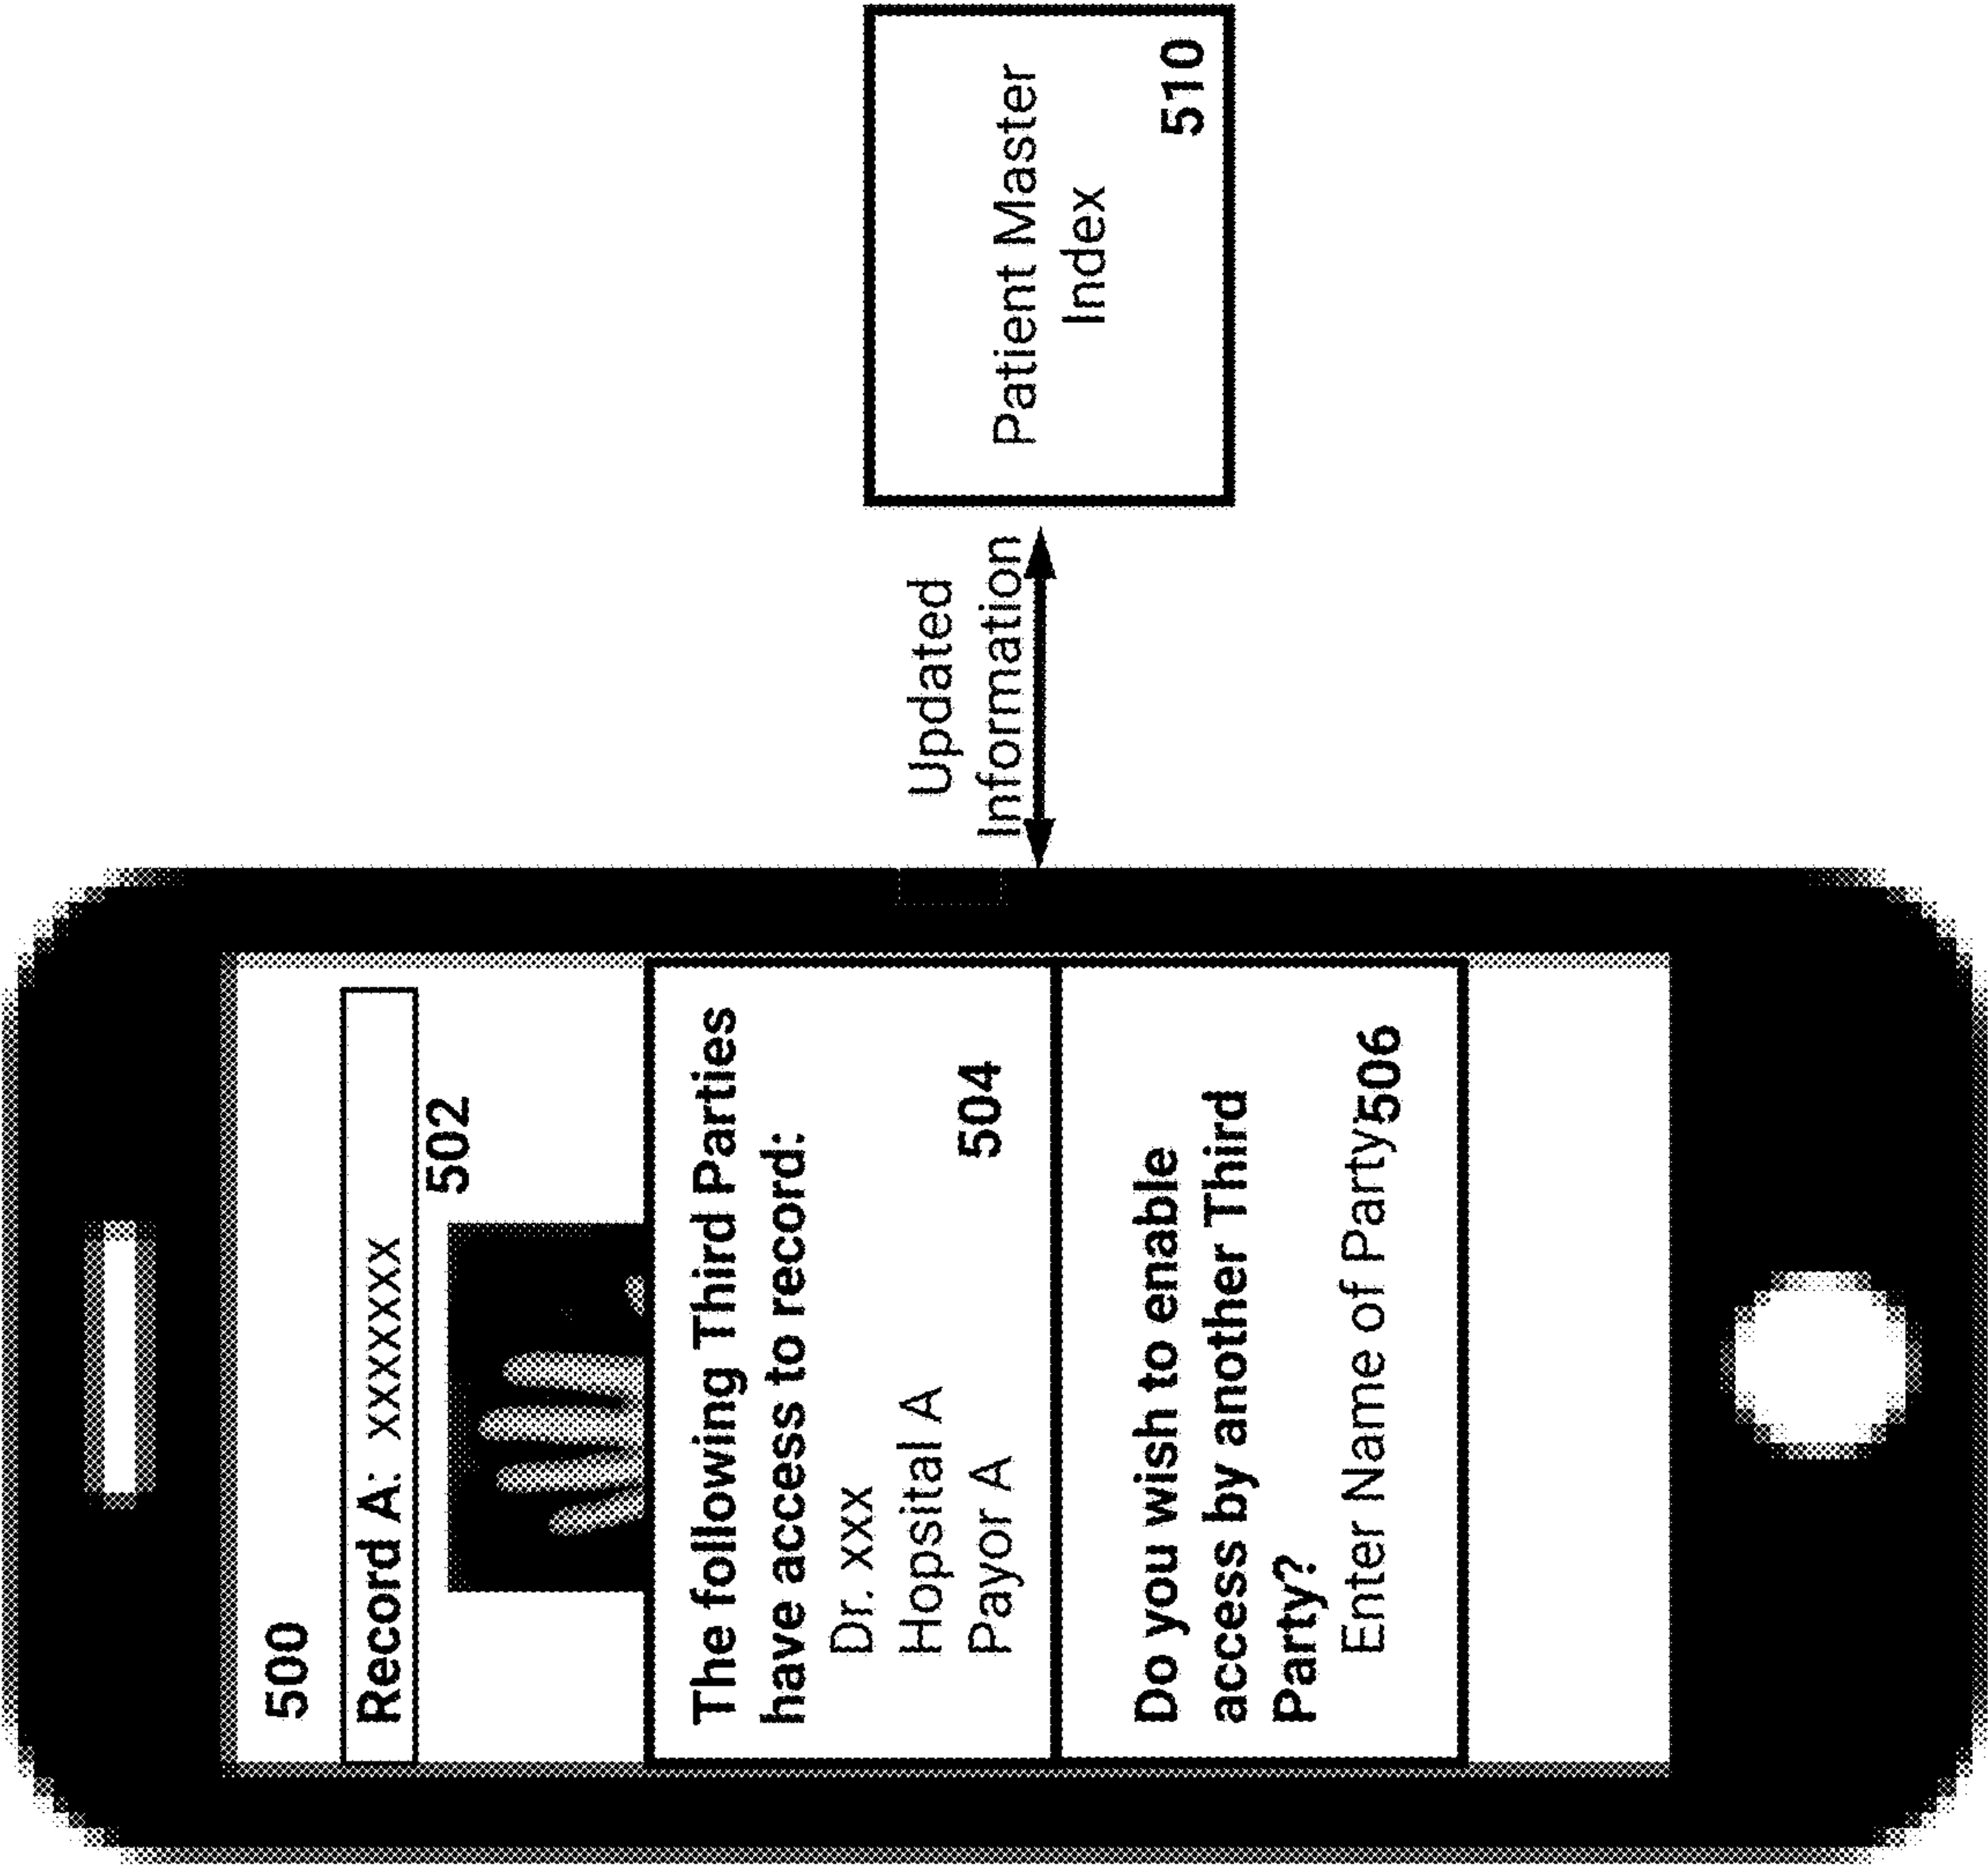 500
Record A: xxxxxxx
502
The following Third Parties
have access to record:
Dr. xxx
Hopsital A
Payor A
504
Do you wish to enable
access by another Third
Party?
Enter Name of Party506
Updated
Information
Patient Master
Index
510